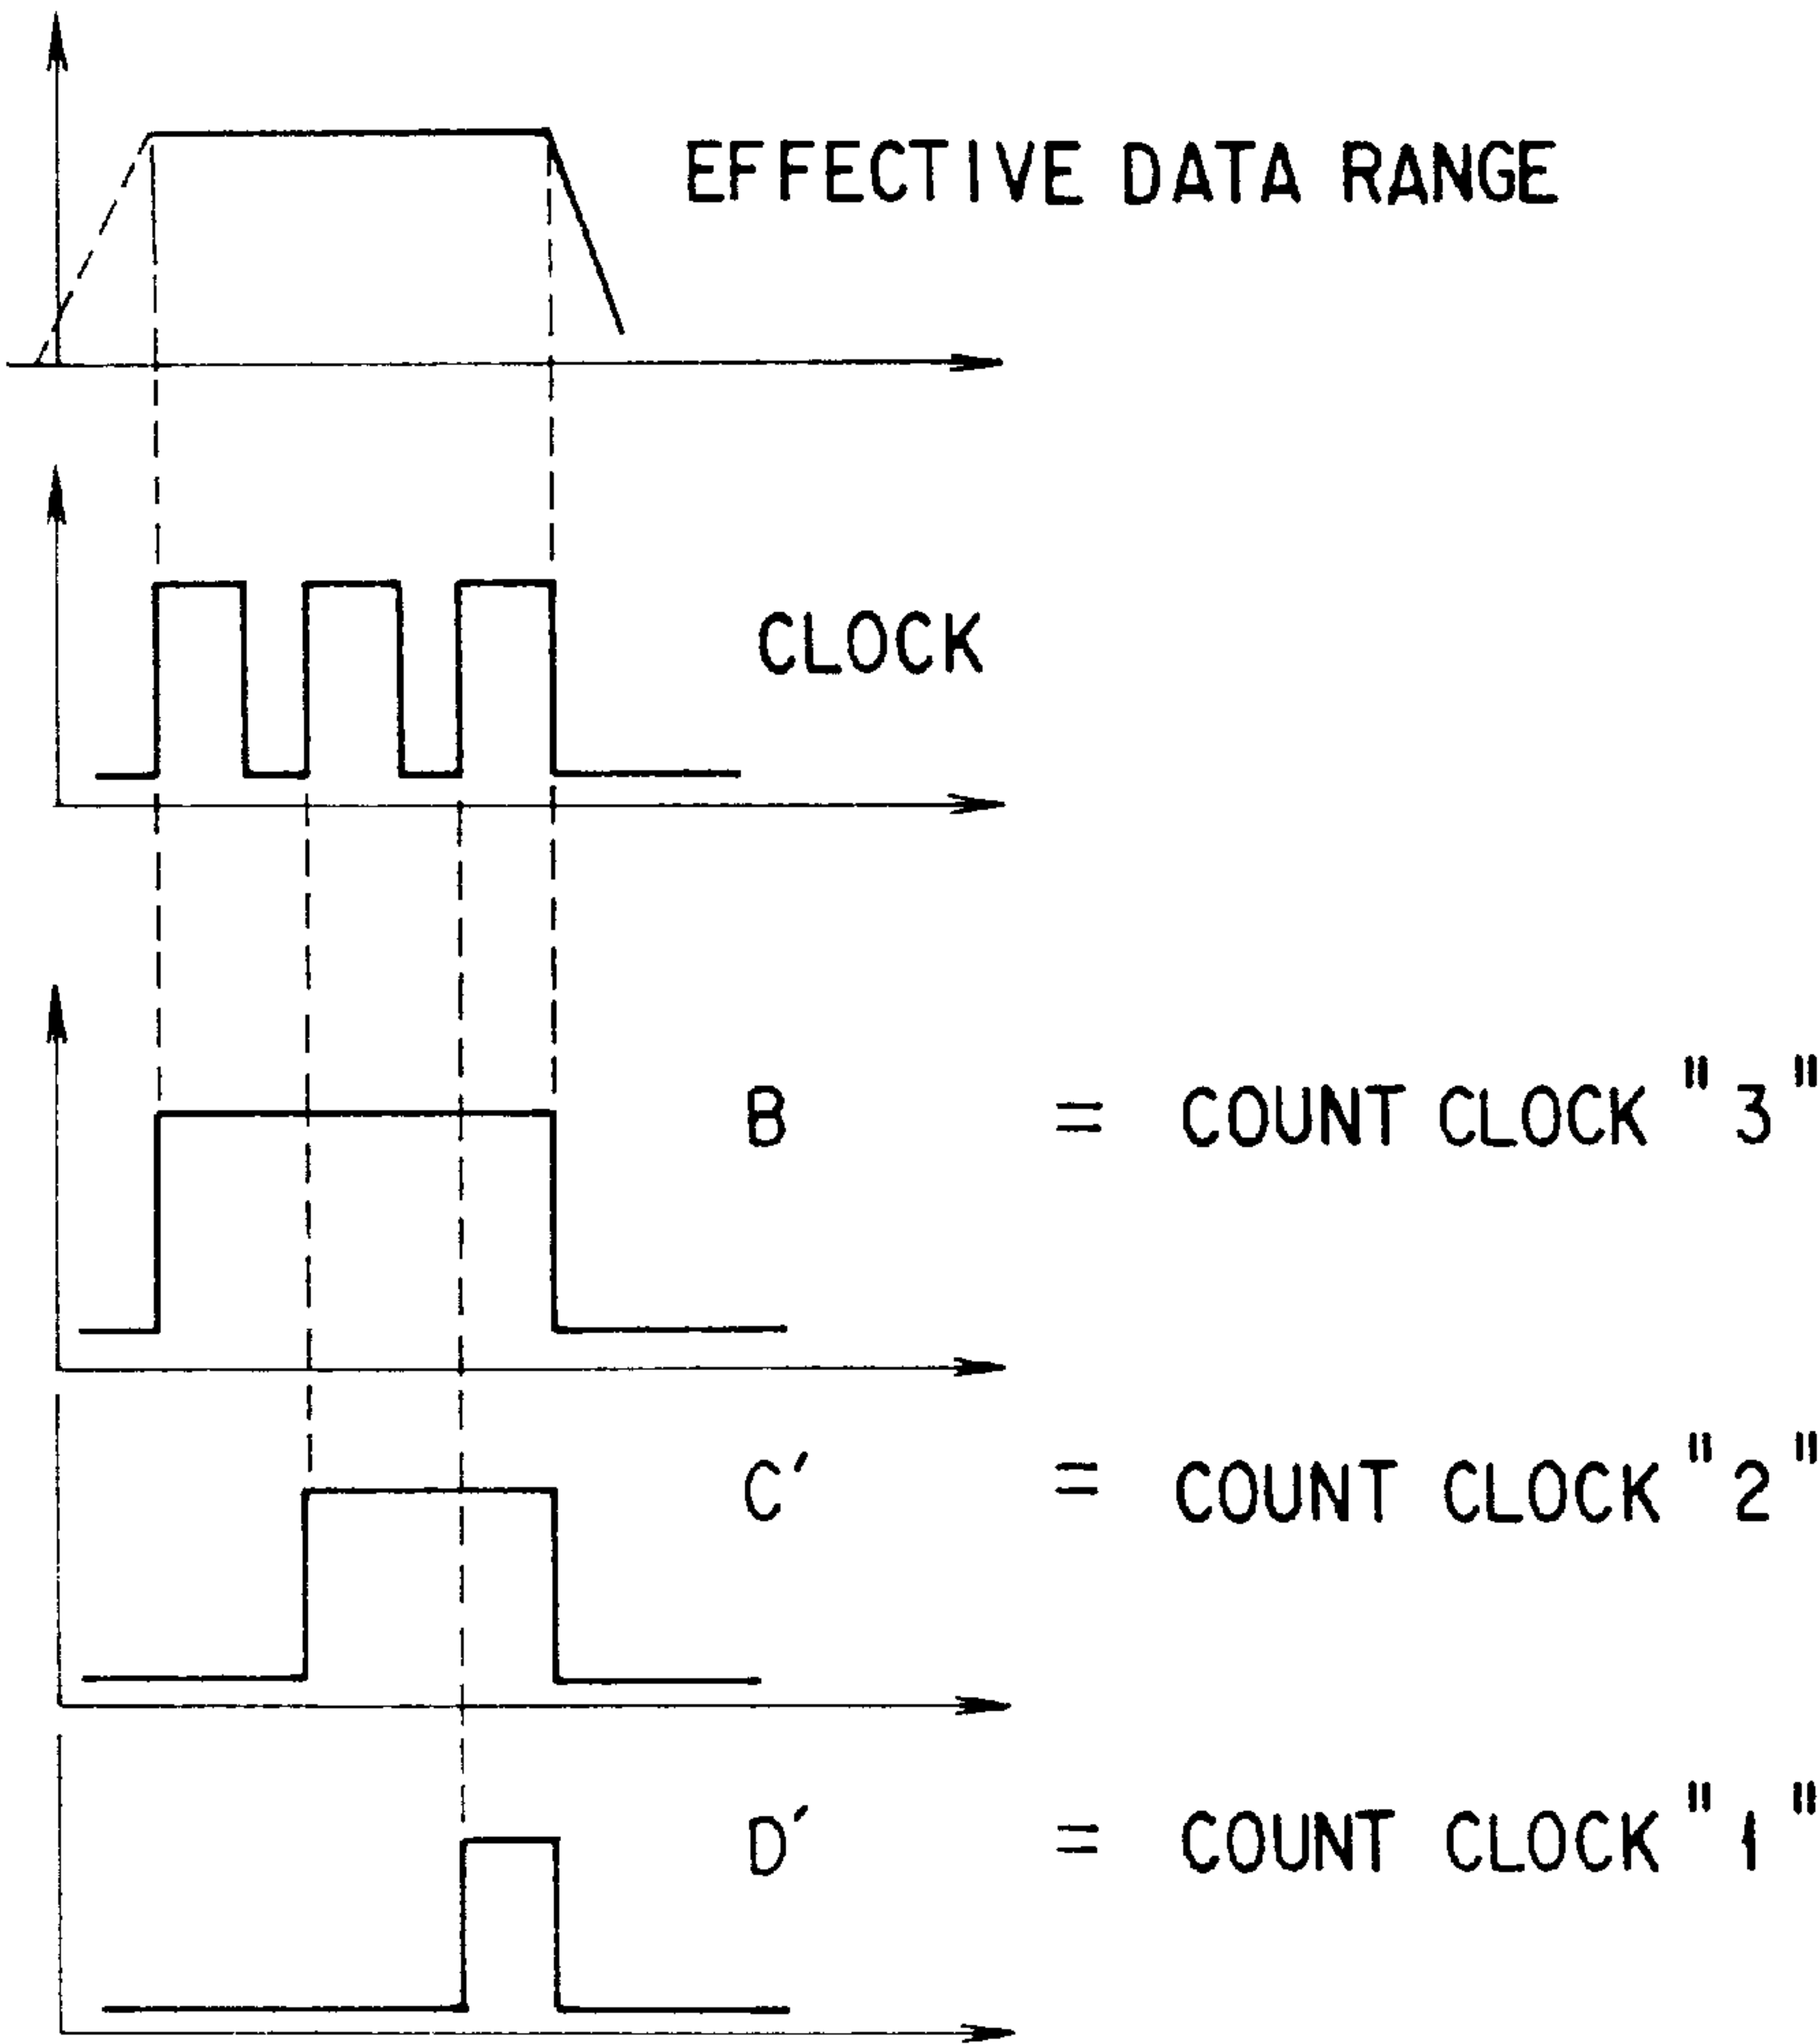 EFFECTIVE DATA RANGE
CLOCK
B = COUNT CLOCK "3"
C′ = COUNT CLOCK "2"
D′ = COUNT CLOCK "1"